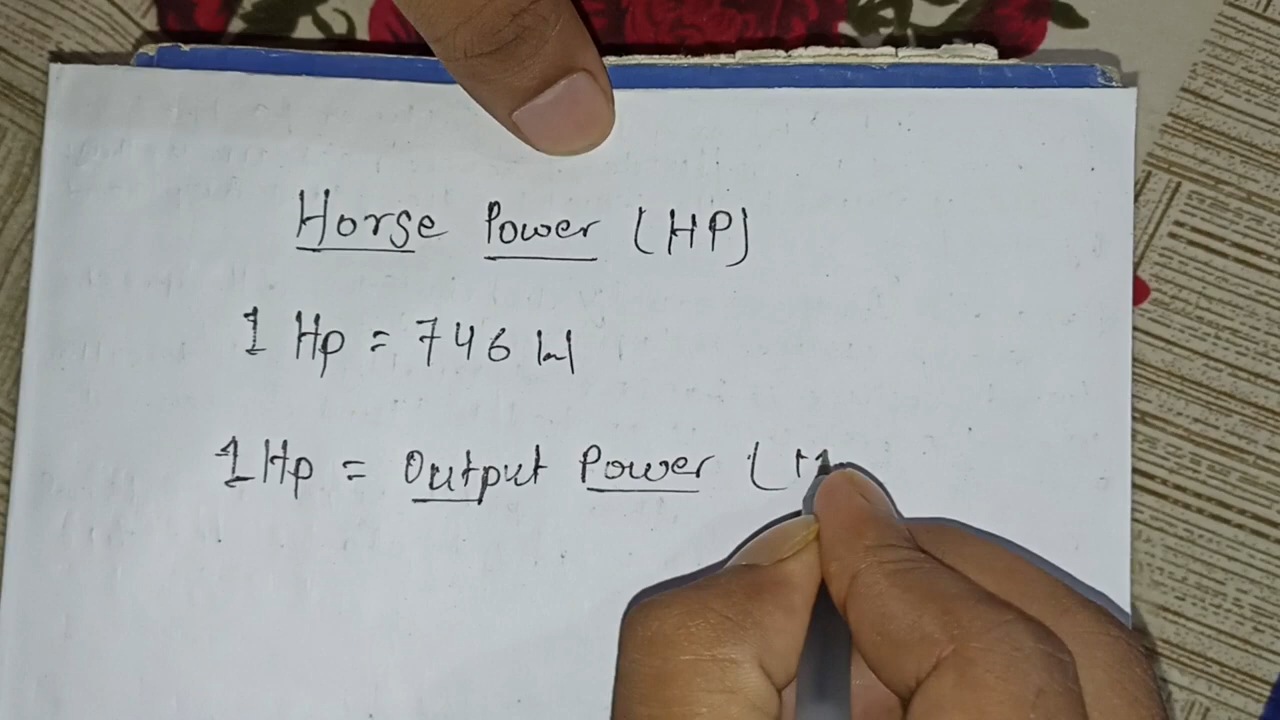 Horse Power (HP)
1 Hp = 746 W
1 Hp = Output Power (